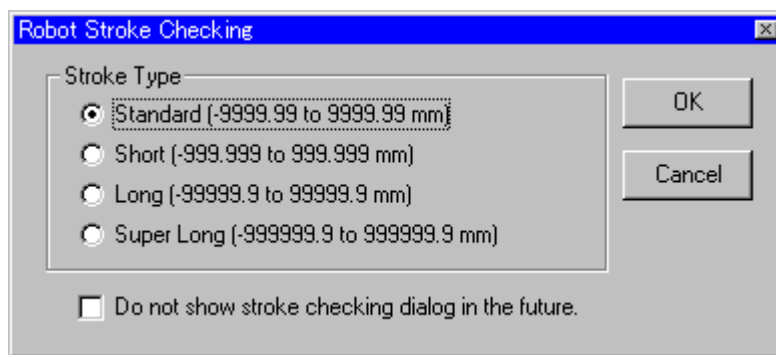 Robot Stroke Checking
Stroke Type
Standard (-9999.99 to 9999.99 mm)
Short (-999.999 to 999.999 mm)
Long (-99999.9 to 99999.9 mm)
Super Long (-999999.9 to 999999.9 mm)
OK
Cancel
Do not show stroke checking dialog in the future.